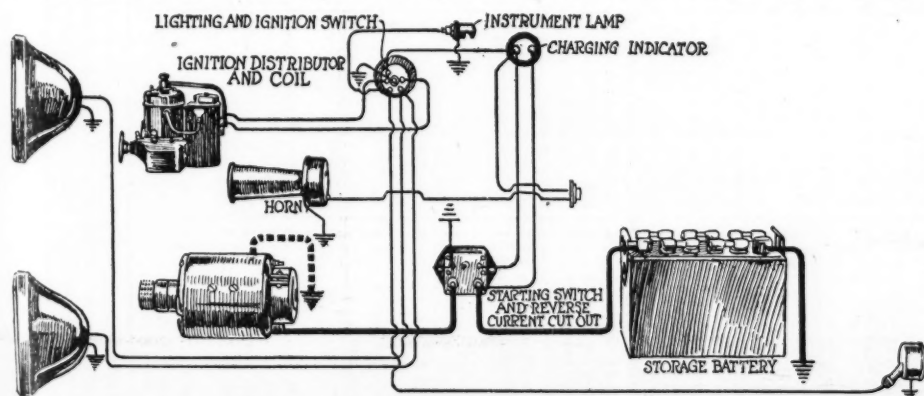 LIGHTING AND IGNITION SWITCH
INSTRUMENT LAMP
CHARGING INDICATOR
IGNITION DISTRIBUTOR
AND COIL
HORN
STARTING SWITCH
AND REVERSE
CURRENT CUT OUT
STORAGE BATTERY